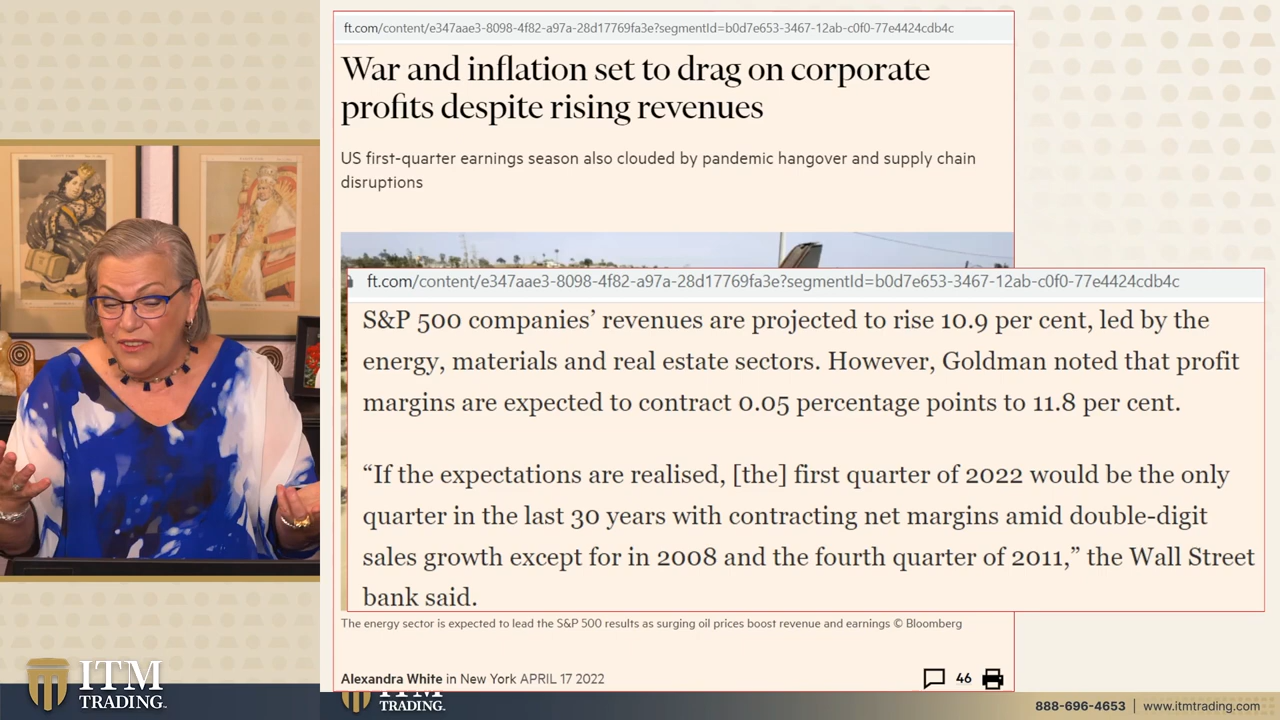 ft.com/content/e347aae3-8098-4f82-a97a-28d17769fa3e?segmentId=b0d7e653-3467-12ab-c0f0-77e4424cdb4c
War and inflation set to drag on corporate
profits despite rising revenues
US first-quarter earnings season also clouded by pandemic hangover and supply chain
disruptions
ft.com/content/e347aae3-8098-4f82-a97a-28d17769fa3e?segmentId=b0d7e653-3467-12ab-c0f0-77e4424cdb4c
S&P 500 companies’ revenues are projected to rise 10.9 per cent, led by the
energy, materials and real estate sectors. However, Goldman noted that profit
margins are expected to contract 0.05 percentage points to 11.8 per cent.
“If the expectations are realised, [the] first quarter of 2022 would be the only
quarter in the last 30 years with contracting net margins amid double-digit
sales growth except for in 2008 and the fourth quarter of 2011,” the Wall Street
bank said.
The energy sector is expected to lead the S&P 500 results as surging oil prices boost revenue and earnings © Bloomberg
Alexandra White in New York APRIL 17 2022
46
ITM
TRADING
ITM
TRADING
888-696-4653 | www.itmtrading.com